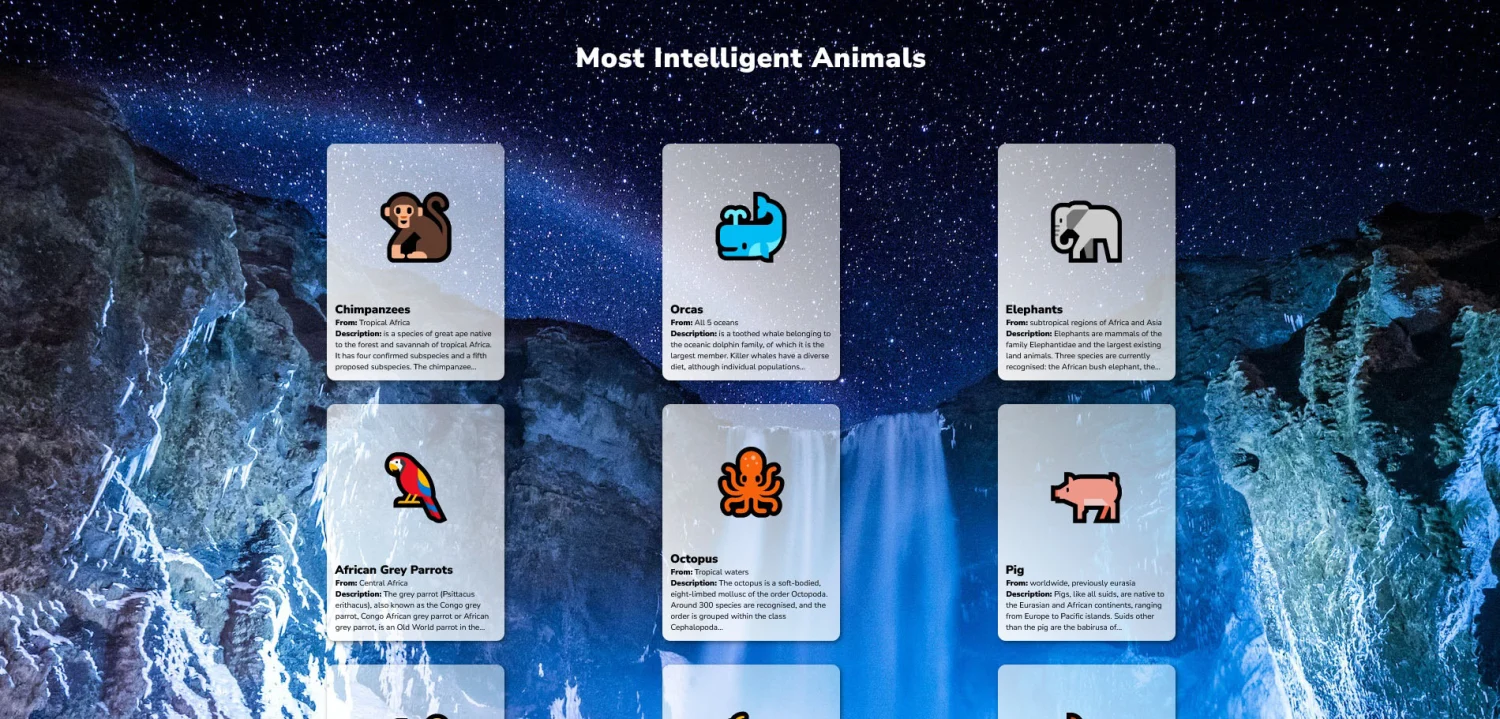 Most Intelligent Animals
Chimpanzees
From: Tropical Africa
Description: is a species of great ape native
to the forest and savannah of tropical Africa.
It has four confirmed subspecies and a fifth
proposed subspecies. The chimpanzee...
Orcas
From: All 5 oceans
Description: is a toothed whale belonging to
the oceanic dolphin family, of which it is the
largest member. Killer whales have a diverse
diet, although individual populations...
Elephants
From: subtropical regions of Africa and Asia
Description: Elephants are mammals of the
family Elephantidae and the largest existing
land animals. Three species are currently
recognised: the African bush elephant, the...
African Grey Parrots
From: Central Africa
Description: The grey parrot (Psittacus
erithacus), also known as the Congo grey
parrot, Congo African grey parrot or African
grey parrot, is an Old World parrot in the...
Octopus
From: Tropical waters
Description: The octopus is a soft-bodied,
eight-limbed mollusc of the order Octopoda.
Around 300 species are recognised, and the
order is grouped within the class
Cephalopoda...
Pig
From: worldwide, previously eurasia
Description: Pigs, like all suids, are native to
the Eurasian and African continents, ranging
from Europe to Pacific islands. Suids other
than the pig are the babirusa of...